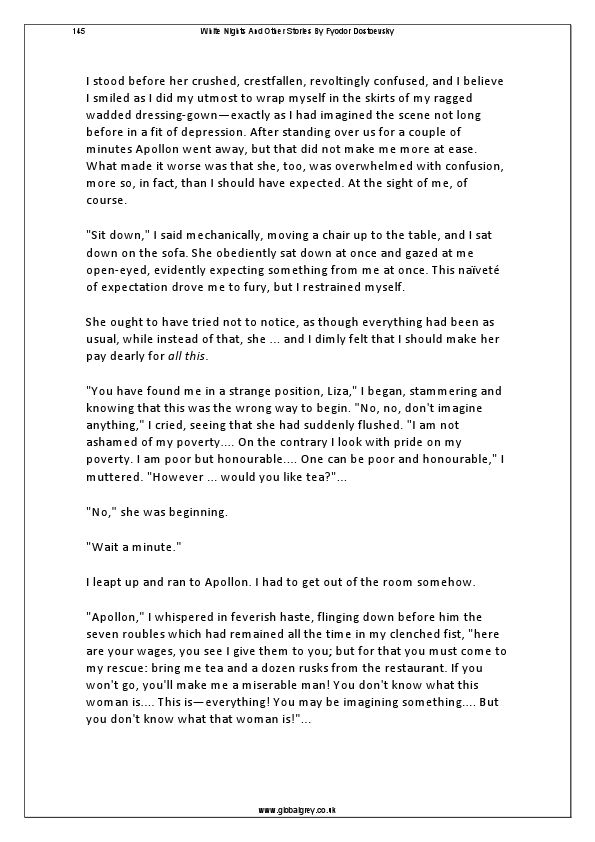 145
White Nights And Other Stories By Fyodor Dostoevsky
I stood before her crushed, crestfallen, revoltingly confused, and I believe
I smiled as I did my utmost to wrap myself in the skirts of my ragged
wadded dressing-gown—exactly as I had imagined the scene not long
before in a fit of depression. After standing over us for a couple of
minutes Apollon went away, but that did not make me more at ease.
What made it worse was that she, too, was overwhelmed with confusion,
more so, in fact, than I should have expected. At the sight of me, of
course.
"Sit down," I said mechanically, moving a chair up to the table, and I sat
down on the sofa. She obediently sat down at once and gazed at me
open-eyed, evidently expecting something from me at once. This naïveté
of expectation drove me to fury, but I restrained myself.
She ought to have tried not to notice, as though everything had been as
usual, while instead of that, she ... and I dimly felt that I should make her
pay dearly for all this.
"You have found me in a strange position, Liza," I began, stammering and
knowing that this was the wrong way to begin. "No, no, don't imagine
anything," I cried, seeing that she had suddenly flushed. "I am not
ashamed of my poverty.... On the contrary I look with pride on my
poverty. I am poor but honourable.... One can be poor and honourable," I
muttered. "However ... would you like tea?"...
"No," she was beginning.
"Wait a minute."
I leapt up and ran to Apollon. I had to get out of the room somehow.
"Apollon," I whispered in feverish haste, flinging down before him the
seven roubles which had remained all the time in my clenched fist, "here
are your wages, you see I give them to you; but for that you must come to
my rescue: bring me tea and a dozen rusks from the restaurant. If you
won't go, you'll make me a miserable man! You don't know what this
woman is.... This is—everything! You may be imagining something.... But
you don't know what that woman is!"...
www.globalgrey.co.uk